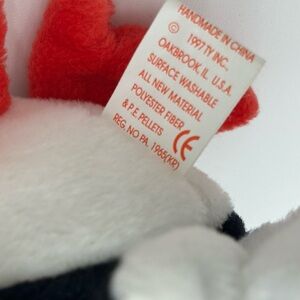 HANDMADE IN CHINA
© 1997 TY INC.,
OAKBROOK, IL. U.S.A.
SURFACE WASHABLE
ALL NEW MATERIAL
POLYESTER FIBER
& P.E. PELLETS CE
REG. NO PA. 1965(KR)